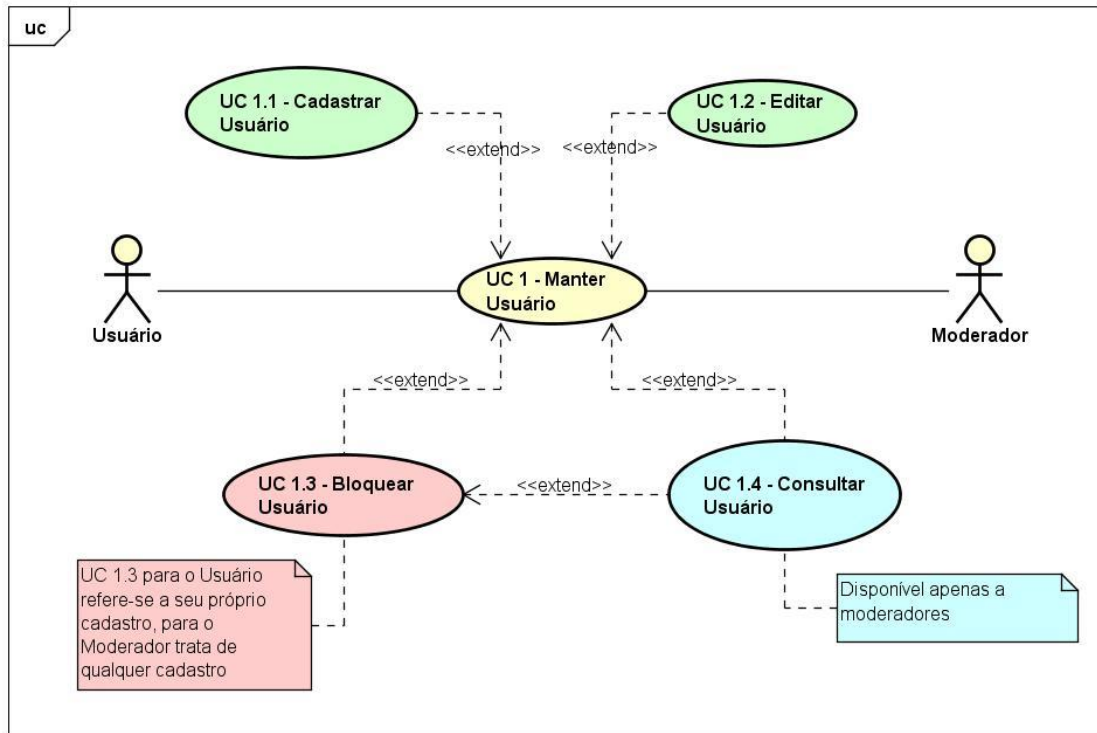 uc
UC 1.1 - Cadastrar
Usuário
UC 1.2 - Editar
Usuário
<<extend>>
<<extend>>
UC 1 - Manter
Usuário
Usuário
Moderador
<<extend>>
<<extend>>
UC 1.3 - Bloquear
Usuário
<<extend>>
UC 1.4 - Consultar
Usuário
UC 1.3 para o Usuário
refere-se a seu próprio
cadastro, para o
Moderador trata de
qualquer cadastro
Disponível apenas a
moderadores